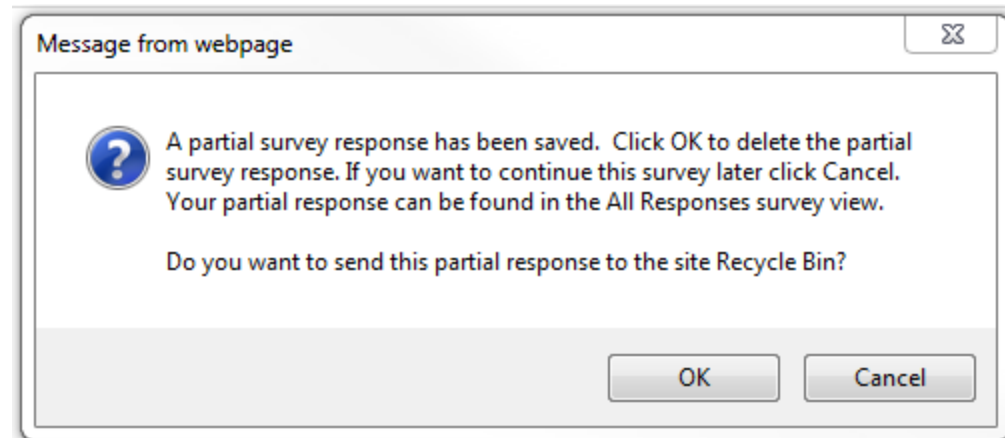 Message from webpage
A partial survey response has been saved.  Click OK to delete the partial
survey response. If you want to continue this survey later click Cancel.
Your partial response can be found in the All Responses survey view.
Do you want to send this partial response to the site Recycle Bin?
OK
Cancel